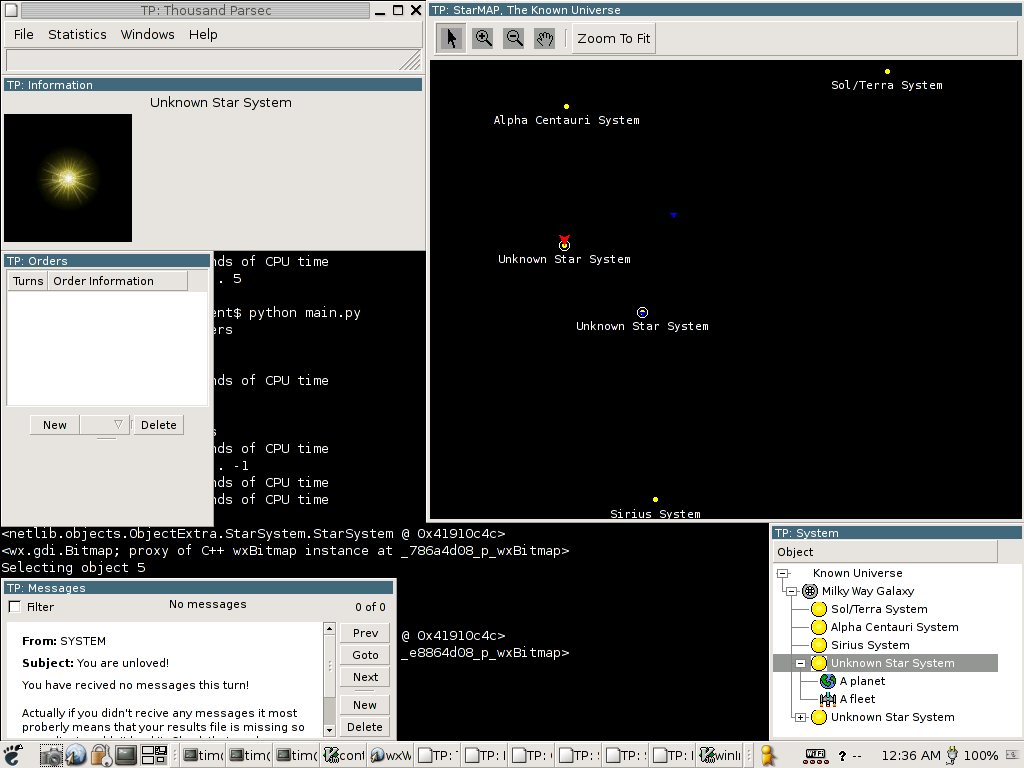 TP: Thousand Parsec
File Statistics Windows Help
TP: Information
Unknown Star System
TP: StarMAP, The Known Universe
Zoom To Fit
Sol/Terra System
Alpha Centauri System
Unknown Star System
Unknown Star System
Sirius System
TP: Orders
Turns Order Information
New Delete
nds of CPU time
. 5
ent$ python main.py
ers
nds of CPU time
s
nds of CPU time
. -1
nds of CPU time
nds of CPU time
<netlib.objects.ObjectExtra.StarSystem.StarSystem @ 0x41910c4c>
<wx.gdi.Bitmap; proxy of C++ wxBitmap instance at _786a4d08_p_wxBitmap>
Selecting object 5
@ 0x41910c4c>
_e8864d08_p_wxBitmap>
TP: Messages
Filter No messages 0 of 0
From: SYSTEM
Subject: You are unloved!
You have recived no messages this turn!
Actually if you didn't recive any messages it most
properly means that your results file is missing so
Prev
Goto
Next
New
Delete
TP: System
Object
Known Universe
Milky Way Galaxy
Sol/Terra System
Alpha Centauri System
Sirius System
Unknown Star System
A planet
A fleet
Unknown Star System
timo timo timo cont wxW TP: TP: TP: TP: TP: TP: winl
WiFi ? -- 12:36 AM 100%